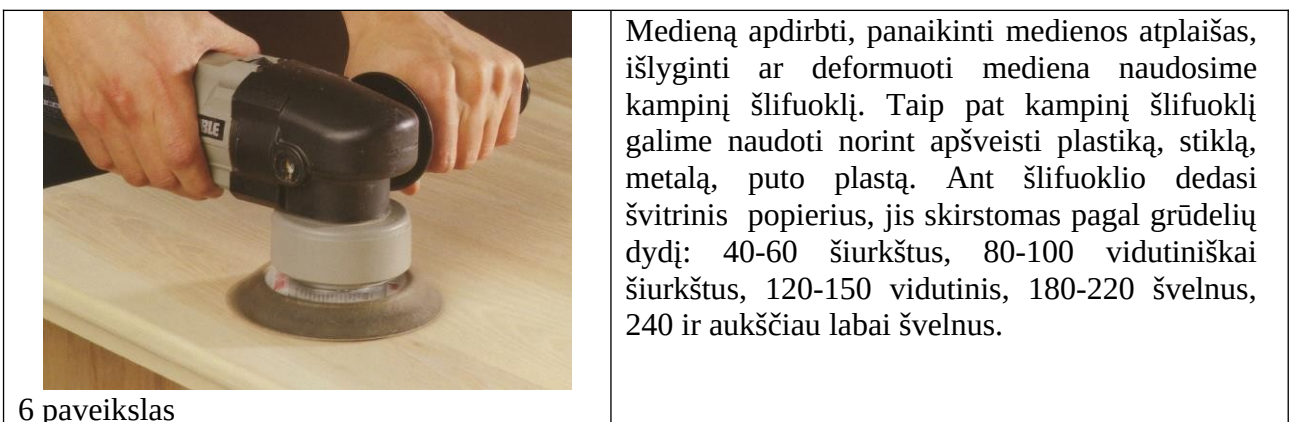 BLE
6 paveikslas
Medieną apdirbti, panaikinti medienos atplaišas,
išlyginti ar deformuoti mediena naudosime
kampinį šlifuoklį. Taip pat kampinį šlifuoklį
galime naudoti norint apšveisti plastiką, stiklą,
metalą, puto plastą. Ant šlifuoklio dedasi
švitrinis popierius, jis skirstomas pagal grūdelių
dydį: 40-60 šiurkštus, 80-100 vidutiniškai
šiurkštus, 120-150 vidutinis, 180-220 švelnus,
240 ir aukščiau labai švelnus.